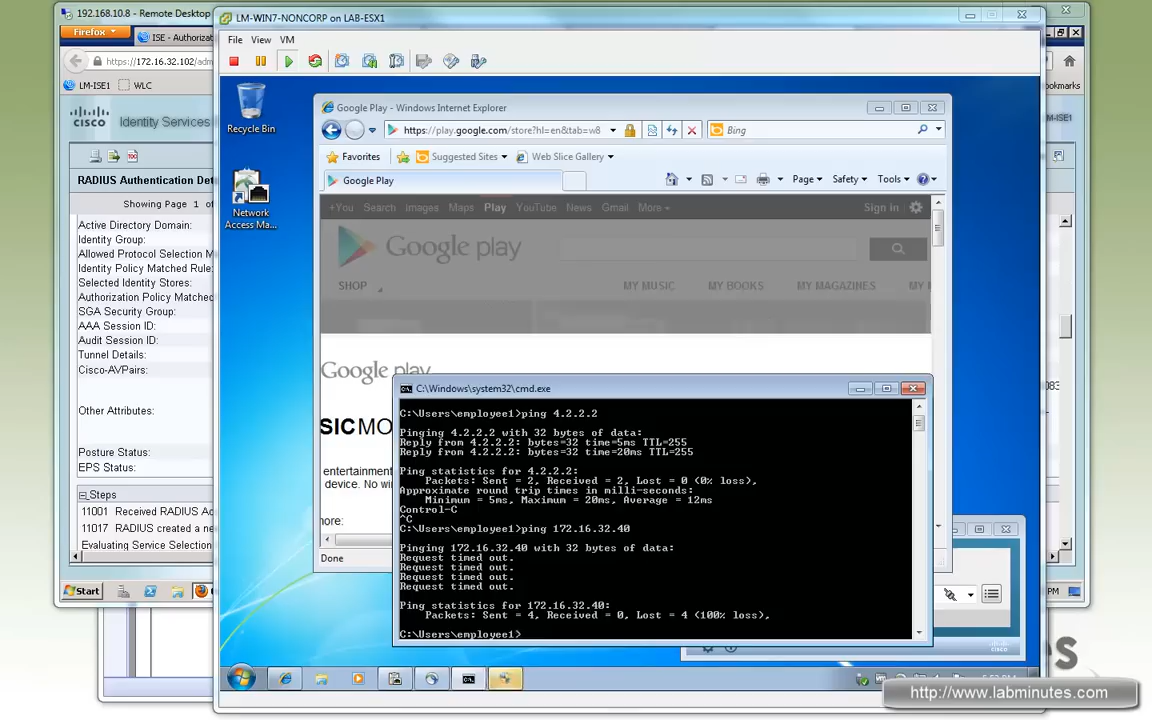 192.168.10.8 - Remote Desktop
LM-WIN7-NONCORP on LAB-ESX1
Firefox
ISE - Authorizat
File View VM
https://172.16.32.102/adm
LM-ISE1 WLC
ookmarks
M-ISE1
CISCO Identity Services
RADIUS Authentication Det
Showing Page 1 of
Active Directory Domain:
Identity Group:
Allowed Protocol Selection M
Identity Policy Matched Rule:
Selected Identity Stores:
Authorization Policy Matched
SGA Security Group:
AAA Session ID:
Audit Session ID:
Tunnel Details:
Cisco-AVPairs:
Other Attributes:
Posture Status:
EPS Status:
Steps
11001 Received RADIUS Ac
11017 RADIUS created a ne
Evaluating Service Selection
Start
Recycle Bin
Network
Access Ma...
Google Play - Windows Internet Explorer
https://play.google.com/store?hl=en&tab=w8
Bing
Favorites Suggested Sites Web Slice Gallery
Google Play
Page Safety Tools
+You Search Images Maps Play YouTube News Gmail More
Sign in
Google play
SHOP MY MUSIC MY BOOKS MY MAGAZINES MY
Google play
SICMO
entertainment
device. No wi
more:
Done
C:\Windows\system32\cmd.exe
C:\Users\employee1>ping 4.2.2.2
Pinging 4.2.2.2 with 32 bytes of data:
Reply from 4.2.2.2: bytes=32 time=5ms TTL=255
Reply from 4.2.2.2: bytes=32 time=20ms TTL=255
Ping statistics for 4.2.2.2:
Packets: Sent = 2, Received = 2, Lost = 0 (0% loss),
Approximate round trip times in milli-seconds:
Minimum = 5ms, Maximum = 20ms, Average = 12ms
Control-C
^C
C:\Users\employee1>ping 172.16.32.40
Pinging 172.16.32.40 with 32 bytes of data:
Request timed out.
Request timed out.
Request timed out.
Request timed out.
Ping statistics for 172.16.32.40:
Packets: Sent = 4, Received = 0, Lost = 4 (100% loss),
C:\Users\employee1>
083
PM
cisco
es
http://www.labminutes.com